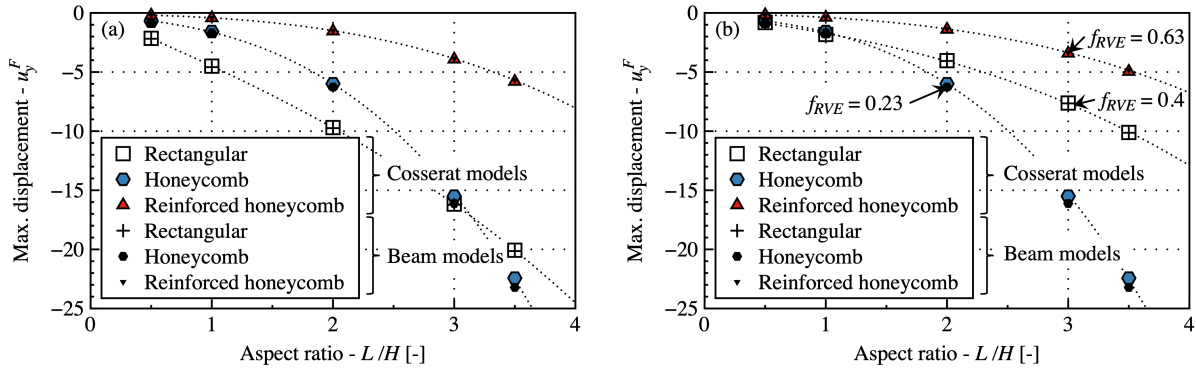 (a)
0
−5
−10
−15
−20
−25
Max. displacement - u_y^F
Rectangular
Honeycomb
Reinforced honeycomb
Rectangular
Honeycomb
Reinforced honeycomb
Cosserat models
Beam models
0 1 2 3 4
Aspect ratio - L/H [-]
(b)
0
−5
−10
−15
−20
−25
Max. displacement - u_y^F
f_RVE = 0.63
f_RVE = 0.23
f_RVE = 0.4
Rectangular
Honeycomb
Reinforced honeycomb
Rectangular
Honeycomb
Reinforced honeycomb
Cosserat models
Beam models
0 1 2 3 4
Aspect ratio - L/H [-]